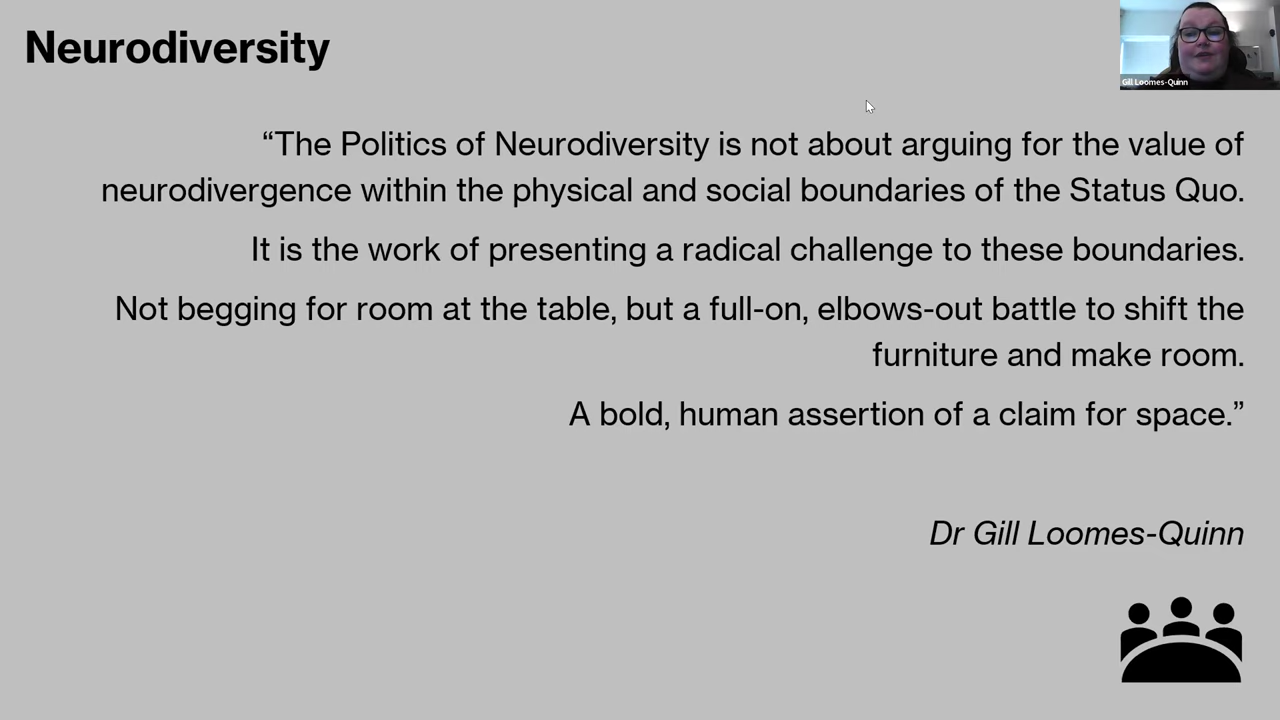 Neurodiversity
Gill Loomes-Quinn
“The Politics of Neurodiversity is not about arguing for the value of
neurodivergence within the physical and social boundaries of the Status Quo.
It is the work of presenting a radical challenge to these boundaries.
Not begging for room at the table, but a full-on, elbows-out battle to shift the
furniture and make room.
A bold, human assertion of a claim for space.”
Dr Gill Loomes-Quinn